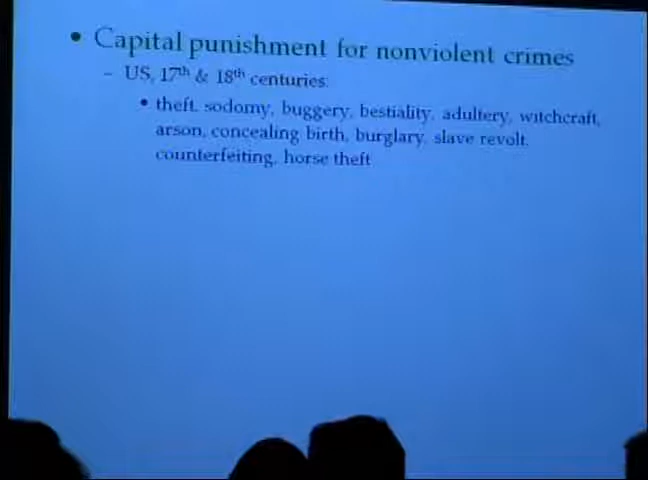 • Capital punishment for nonviolent crimes
– US, 17th & 18th centuries:
• theft, sodomy, buggery, bestiality, adultery, witchcraft,
arson, concealing birth, burglary, slave revolt,
counterfeiting, horse theft